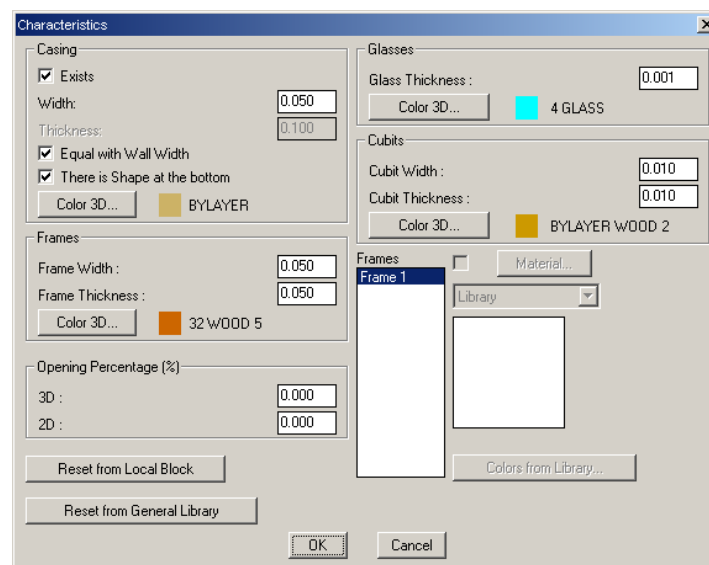 Characteristics
Casing
Exists
Width:
0.050
Thickness:
0.100
Equal with Wall Width
There is Shape at the bottom
Color 3D...
BYLAYER
Frames
Frame Width :
0.050
Frame Thickness :
0.050
Color 3D...
32 WOOD 5
Opening Percentage (%)
3D :
0.000
2D :
0.000
Reset from Local Block
Reset from General Library
Glasses
Glass Thickness :
0.001
Color 3D...
4 GLASS
Cubits
Cubit Width :
0.010
Cubit Thickness :
0.010
Color 3D...
BYLAYER WOOD 2
Frames
Frame 1
Material...
Library
Colors from Library...
OK
Cancel